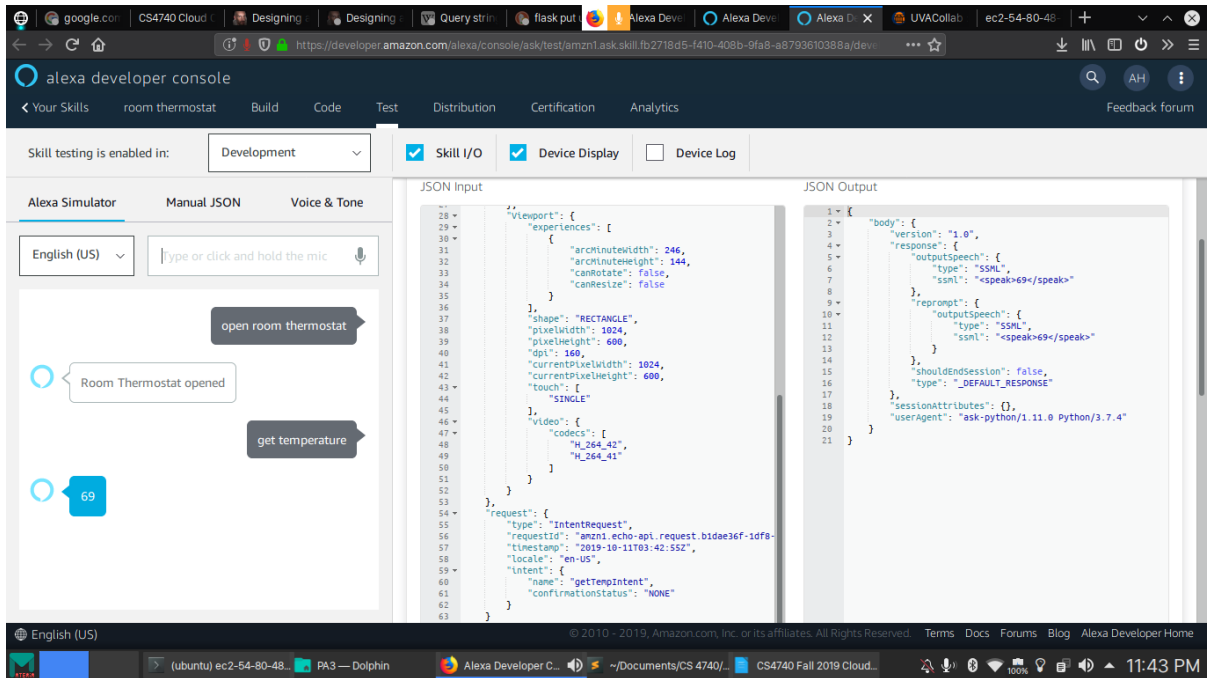 google.con
CS4740 Cloud C
Designing a
Designing a
Query strin
flask put u
Alexa Devel
Alexa Deve
Alexa De
UVACollab
ec2-54-80-48-
https://developer.amazon.com/alexa/console/ask/test/amzn1.ask.skill.fb2718d5-f410-408b-9fa8-a8793610388a/deve
alexa developer console
AH
Your Skills
room thermostat
Build
Code
Test
Distribution
Certification
Analytics
Feedback forum
Skill testing is enabled in:
Development
Skill I/O
Device Display
Device Log
Alexa Simulator
Manual JSON
Voice & Tone
English (US)
Type or click and hold the mic
open room thermostat
Room Thermostat opened
get temperature
69
JSON Input
27 },
28 "Viewport": {
29 "experiences": [
30 {
31 "arcMinuteWidth": 246,
32 "arcMinuteHeight": 144,
33 "canRotate": false,
34 "canResize": false
35 }
36 ],
37 "shape": "RECTANGLE",
38 "pixelWidth": 1024,
39 "pixelHeight": 600,
40 "dpi": 160,
41 "currentPixelWidth": 1024,
42 "currentPixelHeight": 600,
43 "touch": [
44 "SINGLE"
45 ],
46 "video": {
47 "codecs": [
48 "H_264_42",
49 "H_264_41"
50 ]
51 }
52 }
53 },
54 "request": {
55 "type": "IntentRequest",
56 "requestId": "amzn1.echo-api.request.b1dae36f-1df8-
57 "timestamp": "2019-10-11T03:42:55Z",
58 "locale": "en-US",
59 "intent": {
60 "name": "getTempIntent",
61 "confirmationStatus": "NONE"
62 }
63 }
JSON Output
1 {
2 "body": {
3 "version": "1.0",
4 "response": {
5 "outputSpeech": {
6 "type": "SSML",
7 "ssml": "<speak>69</speak>"
8 },
9 "reprompt": {
10 "outputSpeech": {
11 "type": "SSML",
12 "ssml": "<speak>69</speak>"
13 }
14 },
15 "shouldEndSession": false,
16 "type": "_DEFAULT_RESPONSE"
17 },
18 "sessionAttributes": {},
19 "userAgent": "ask-python/1.11.0 Python/3.7.4"
20 }
21 }
English (US)
© 2010 - 2019, Amazon.com, Inc. or its affiliates. All Rights Reserved.
Terms
Docs
Forums
Blog
Alexa Developer Home
(ubuntu) ec2-54-80-48...
PA3 — Dolphin
Alexa Developer C...
~/Documents/CS 4740/...
CS4740 Fall 2019 Cloud...
100%
11:43 PM